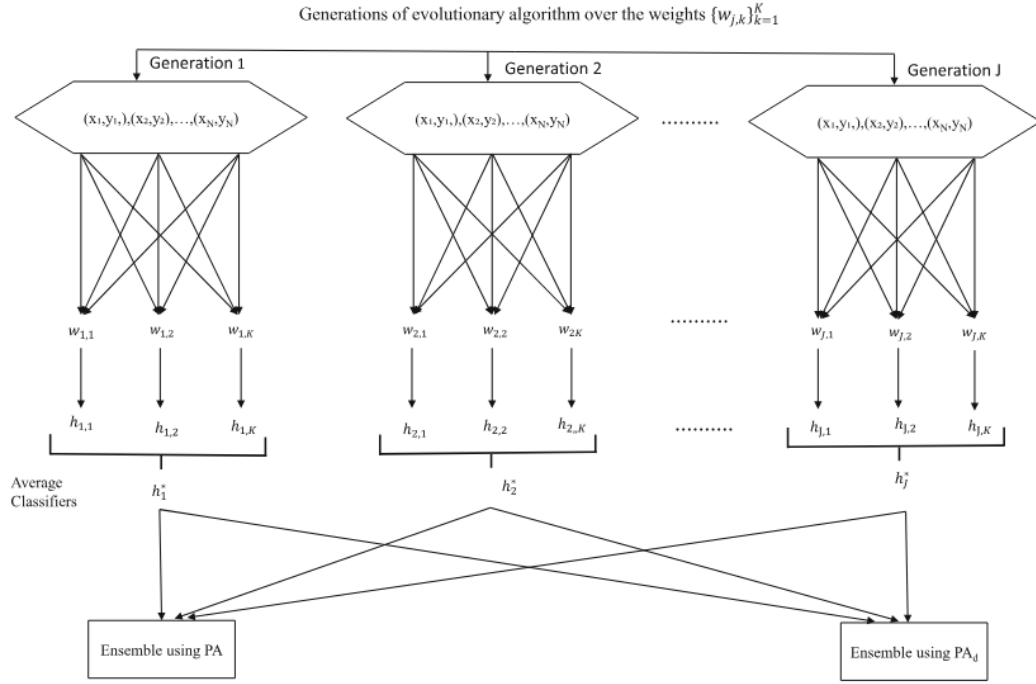 Generations of evolutionary algorithm over the weights {w_{j,k}}_{k=1}^{K}
Generation 1
Generation 2
Generation J
(x₁,y₁,),(x₂,y₂),…,(x_N,y_N)
(x₁,y₁,),(x₂,y₂),…,(x_N,y_N)
..........
(x₁,y₁,),(x₂,y₂),…,(x_N,y_N)
w_{1,1} w_{1,2} w_{1,K}
w_{2,1} w_{2,2} w_{2K}
..........
w_{J,1} w_{J,2} w_{J,K}
h_{1,1} h_{1,2} h_{1,K}
h_{2,1} h_{2,2} h_{2,,K}
..........
h_{J,1} h_{J,2} h_{J,K}
Average
Classifiers
h₁* h₂* h_J*
Ensemble using PA
Ensemble using PA_d